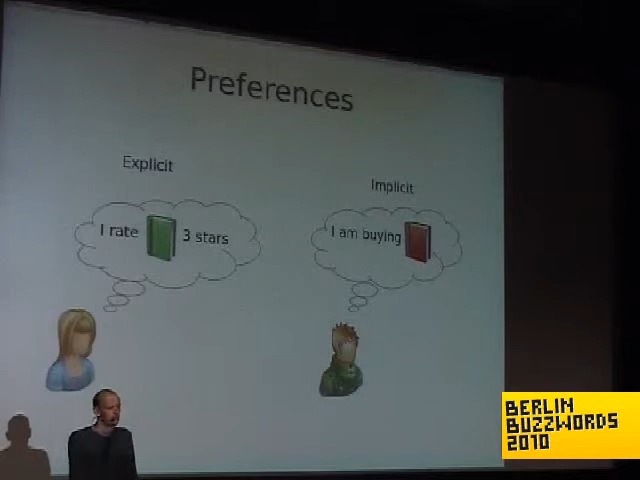 Preferences
Explicit
I rate 3 stars
Implicit
I am buying
BERLIN
BUZZWORDS
2010